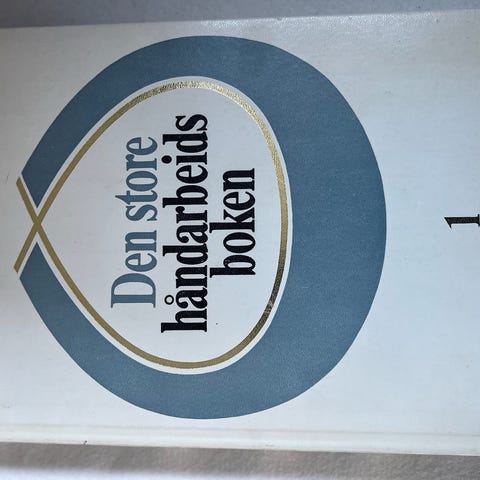 Den store
håndarbeids
boken
1